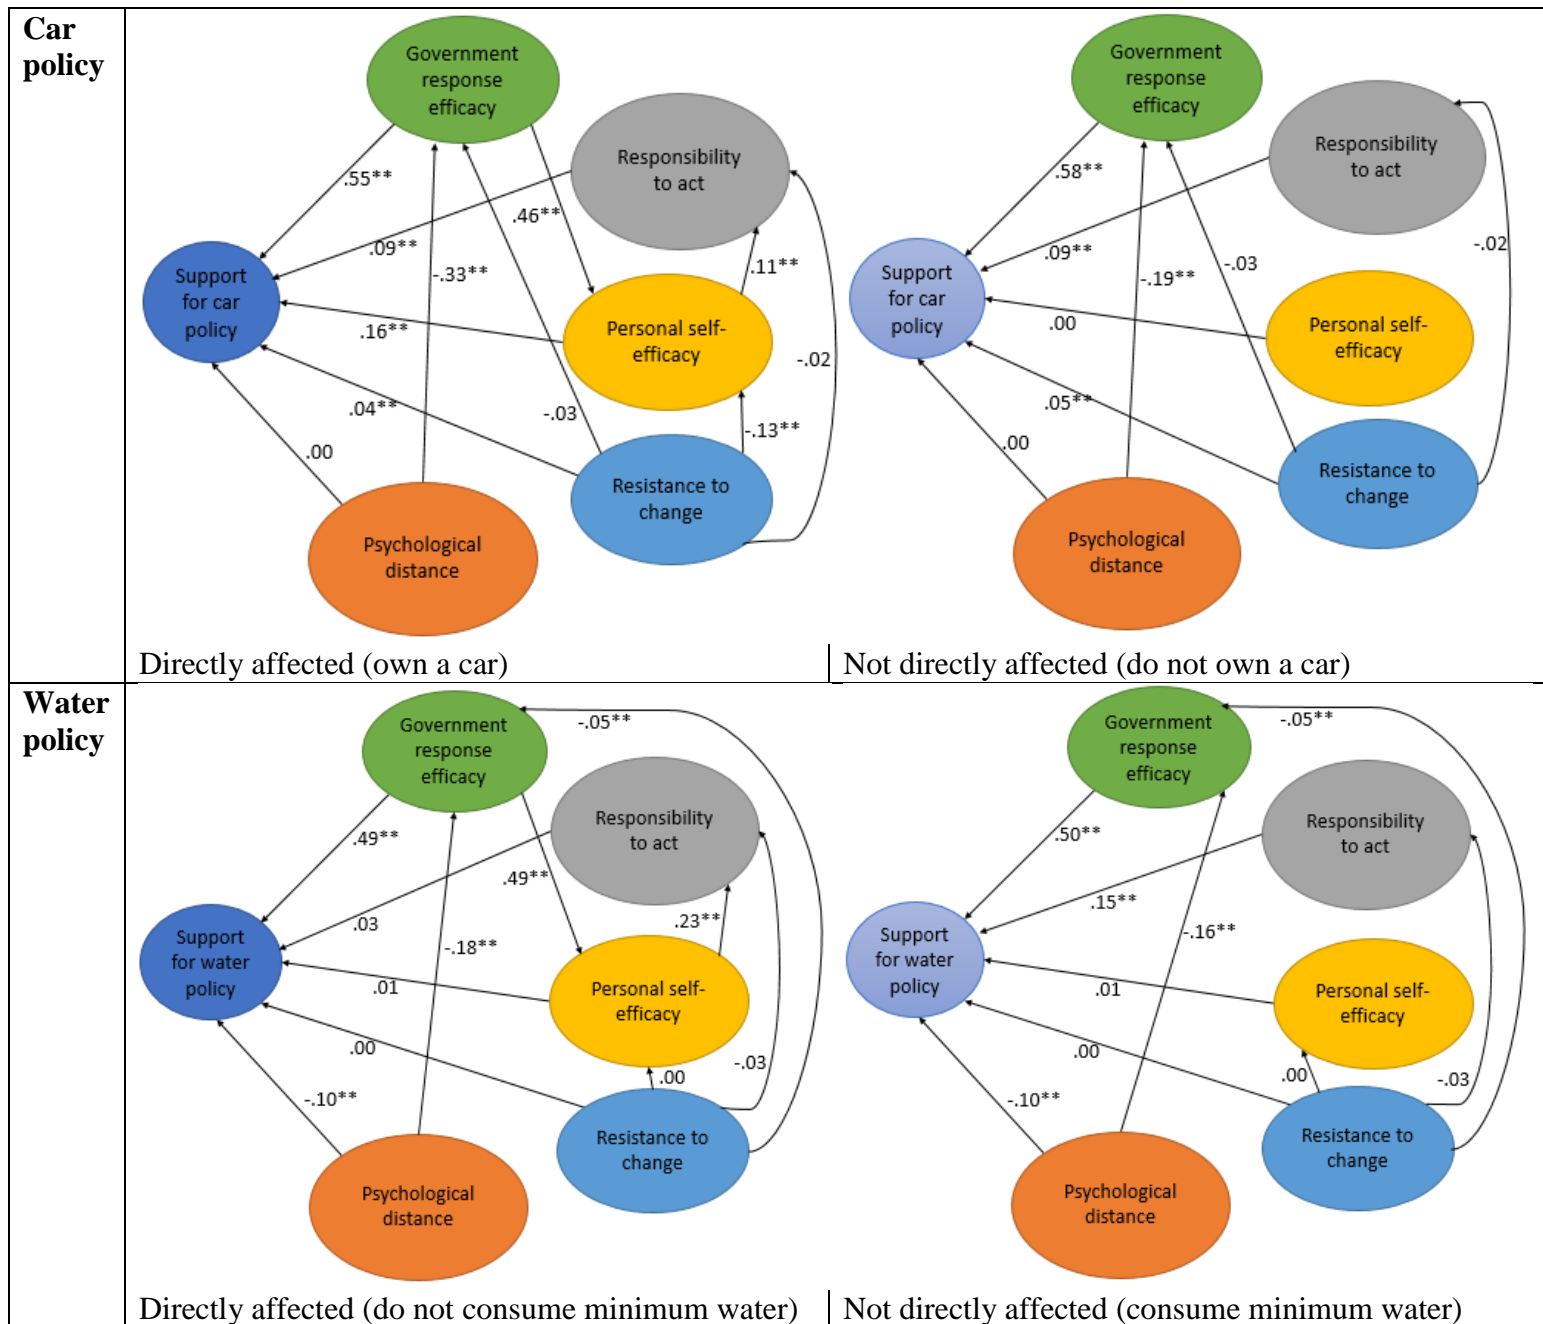 Car
policy
Government
response
efficacy
Responsibility
to act
.55**
.46**
.09**
-.33**
.11**
Support
for car
policy
Personal self-
efficacy
.16**
-.02
.04**
-.03
-.13**
.00
Resistance to
change
Psychological
distance
Directly affected (own a car)
Government
response
efficacy
Responsibility
to act
.58**
.09**
-.02
-.19**
-.03
Support
for car
policy
Personal self-
efficacy
.00
.05**
.00
Resistance to
change
Psychological
distance
Not directly affected (do not own a car)
Water
policy
Government
response
efficacy
-.05**
Responsibility
to act
.49**
.49**
.03
.23**
-.18**
Support
for water
policy
Personal self-
efficacy
.01
.00
-.03
.00
-.10**
Resistance to
change
Psychological
distance
Directly affected (do not consume minimum water)
Government
response
efficacy
-.05**
Responsibility
to act
.50**
.15**
-.16**
Support
for water
policy
Personal self-
efficacy
.01
.00
.00
-.03
-.10**
Resistance to
change
Psychological
distance
Not directly affected (consume minimum water)